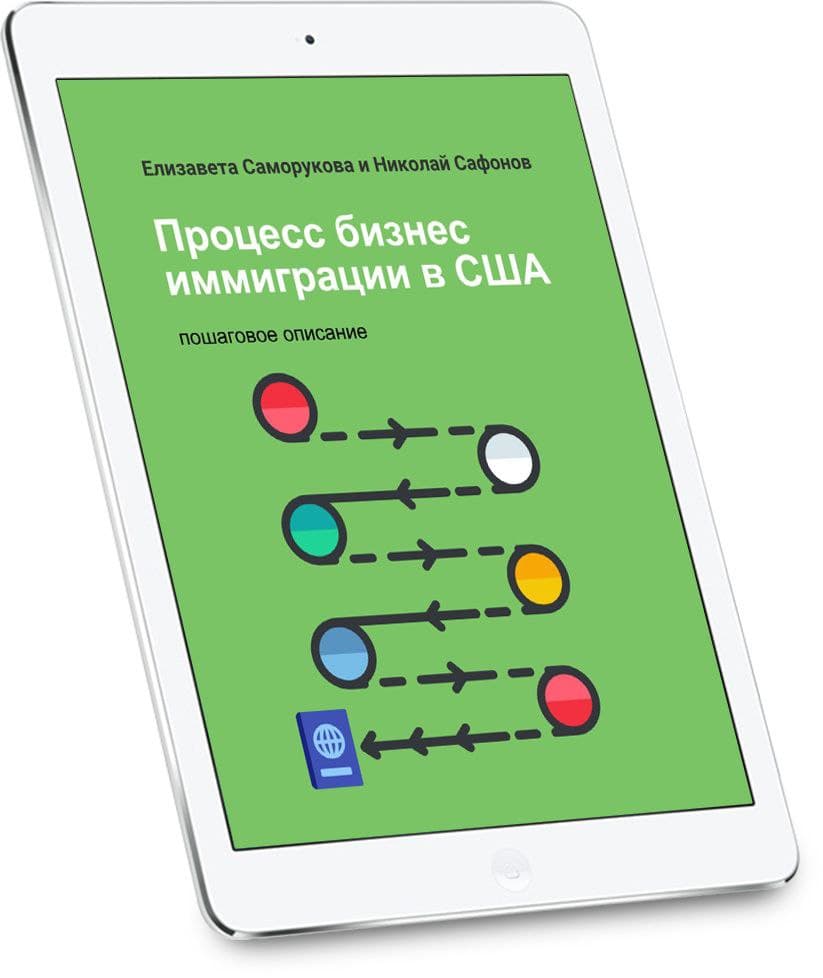 Елизавета Саморукова и Николай Сафонов
Процесс бизнес
иммиграции в США
пошаговое описание